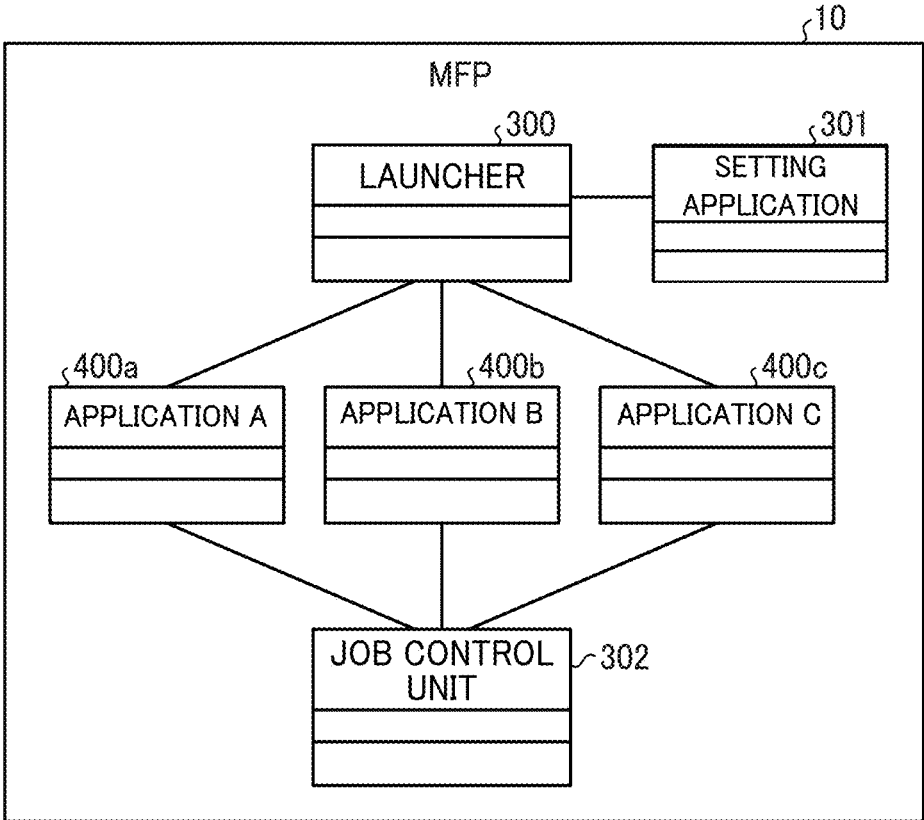 10
MFP
300
301
LAUNCHER
SETTING
APPLICATION
400a
400b
400c
APPLICATION A
APPLICATION B
APPLICATION C
JOB CONTROL
UNIT
302